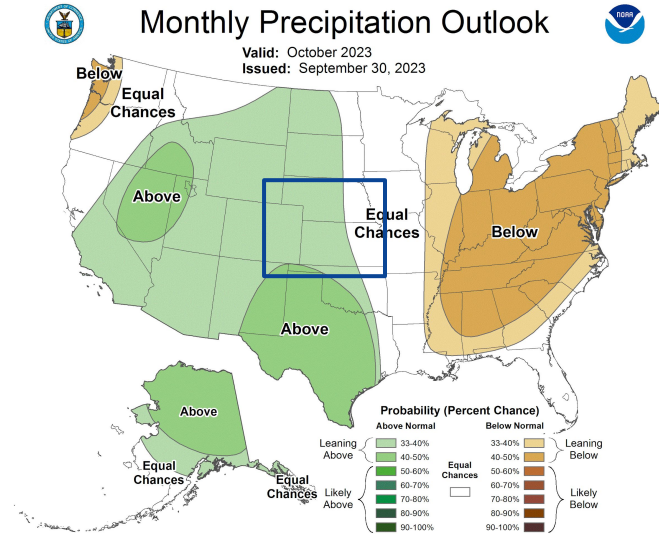 Monthly Precipitation Outlook
NOAA
Valid: October 2023
Issued: September 30, 2023
Below
Equal
Chances
Above
Equal
Chances
Below
Above
Above
Equal
Chances
Equal
Chances
Probability (Percent Chance)
Above Normal
Below Normal
Leaning
Above
33-40%
40-50%
50-60%
60-70%
70-80%
80-90%
90-100%
Likely
Above
Equal
Chances
33-40%
40-50%
50-60%
60-70%
70-80%
80-90%
90-100%
Leaning
Below
Likely
Below